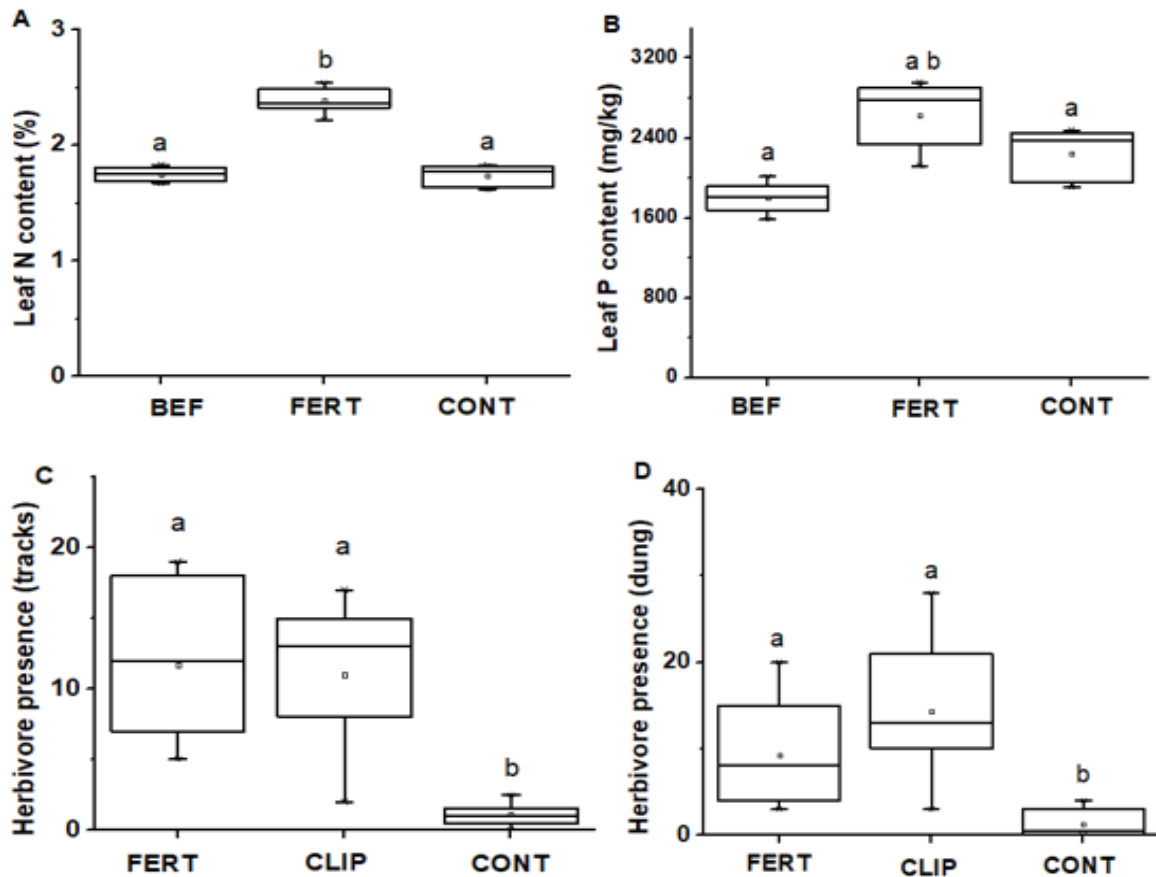 A
Leaf N content (%)
3
2
1
0
a
b
a
BEF FERT CONT
B
Leaf P content (mg/kg)
3200
2400
1600
800
0
a
a b
a
BEF FERT CONT
C
Herbivore presence (tracks)
20
10
0
a
a
b
FERT CLIP CONT
D
Herbivore presence (dung)
40
20
0
a
a
b
FERT CLIP CONT